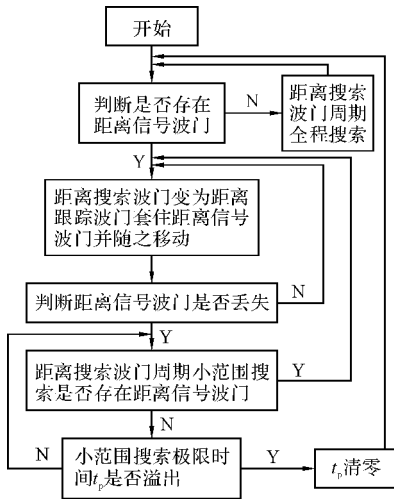 开始
判断是否存在
距离信号波门
N
距离搜索
波门周期
全程搜索
Y
距离搜索波门变为距离
跟踪波门套住距离信号
波门并随之移动
判断距离信号波门是否丢失
N
Y
距离搜索波门周期小范围搜
索是否存在距离信号波门
Y
N
小范围搜索极限时
间tp是否溢出
N
Y
tp清零